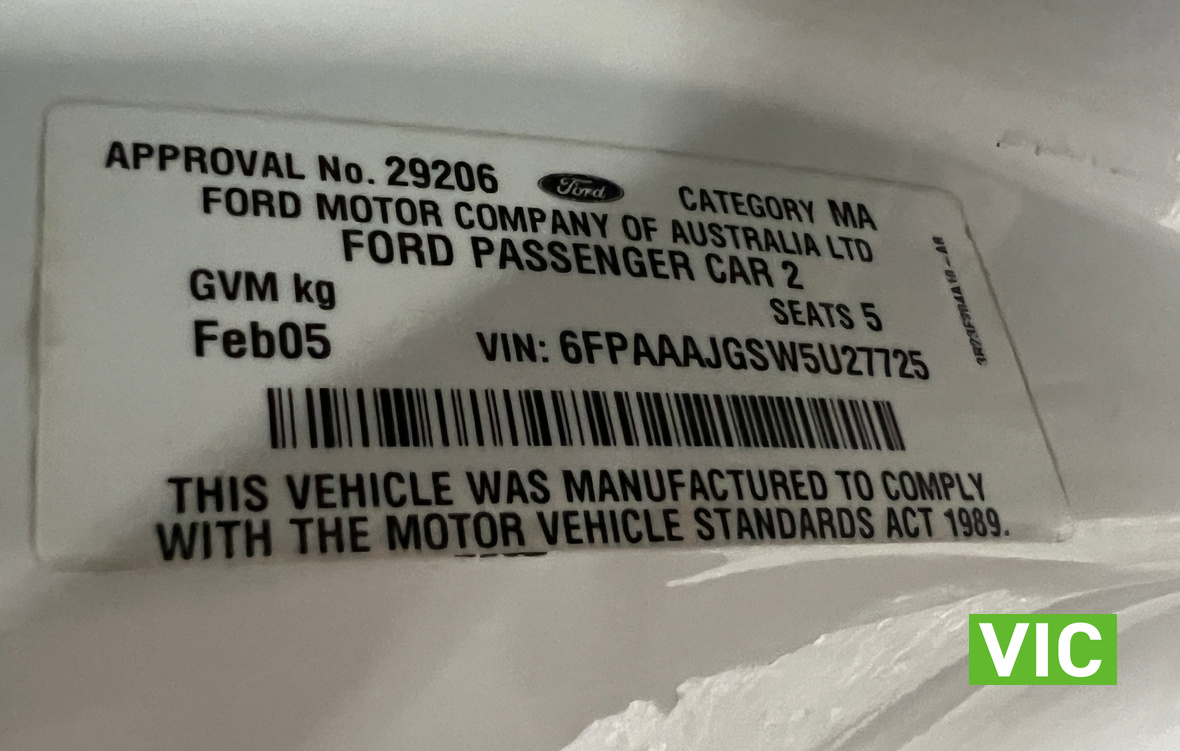 APPROVAL No. 29206 Ford CATEGORY MA
FORD MOTOR COMPANY OF AUSTRALIA LTD
FORD PASSENGER CAR 2
GVM kg SEATS 5
Feb05 VIN: 6FPAAAJGSW5U27725
THIS VEHICLE WAS MANUFACTURED TO COMPLY
WITH THE MOTOR VEHICLE STANDARDS ACT 1989.
VIC